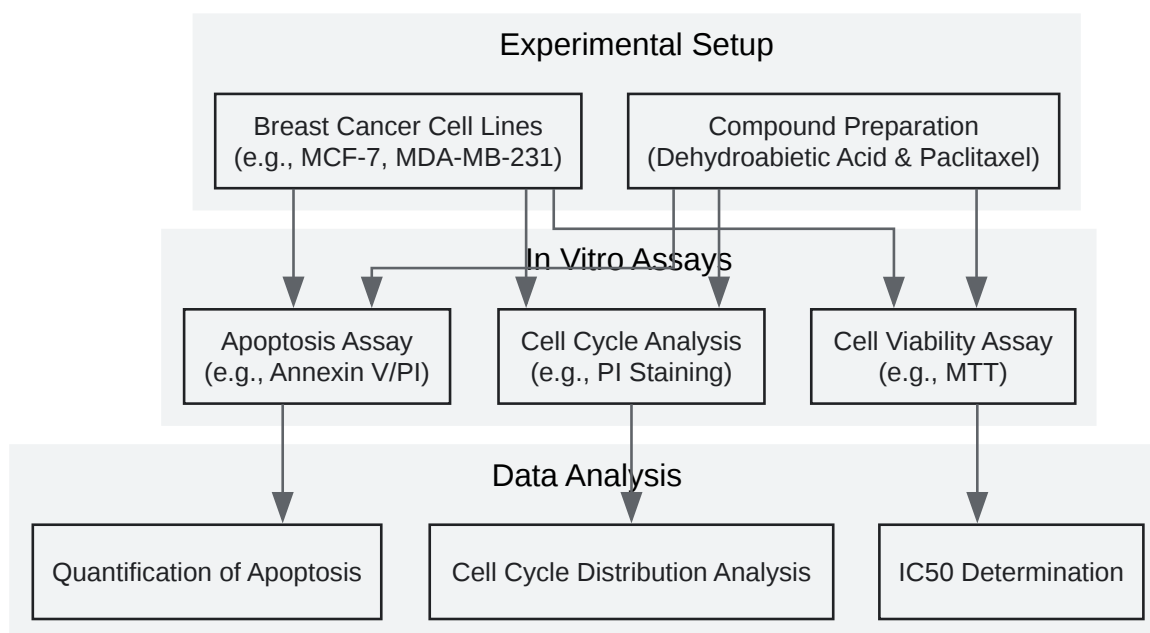 Experimental Setup
Breast Cancer Cell Lines
(e.g., MCF-7, MDA-MB-231)
Compound Preparation
(Dehydroabietic Acid & Paclitaxel)
In Vitro Assays
Apoptosis Assay
(e.g., Annexin V/PI)
Cell Cycle Analysis
(e.g., PI Staining)
Cell Viability Assay
(e.g., MTT)
Data Analysis
Quantification of Apoptosis
Cell Cycle Distribution Analysis
IC50 Determination